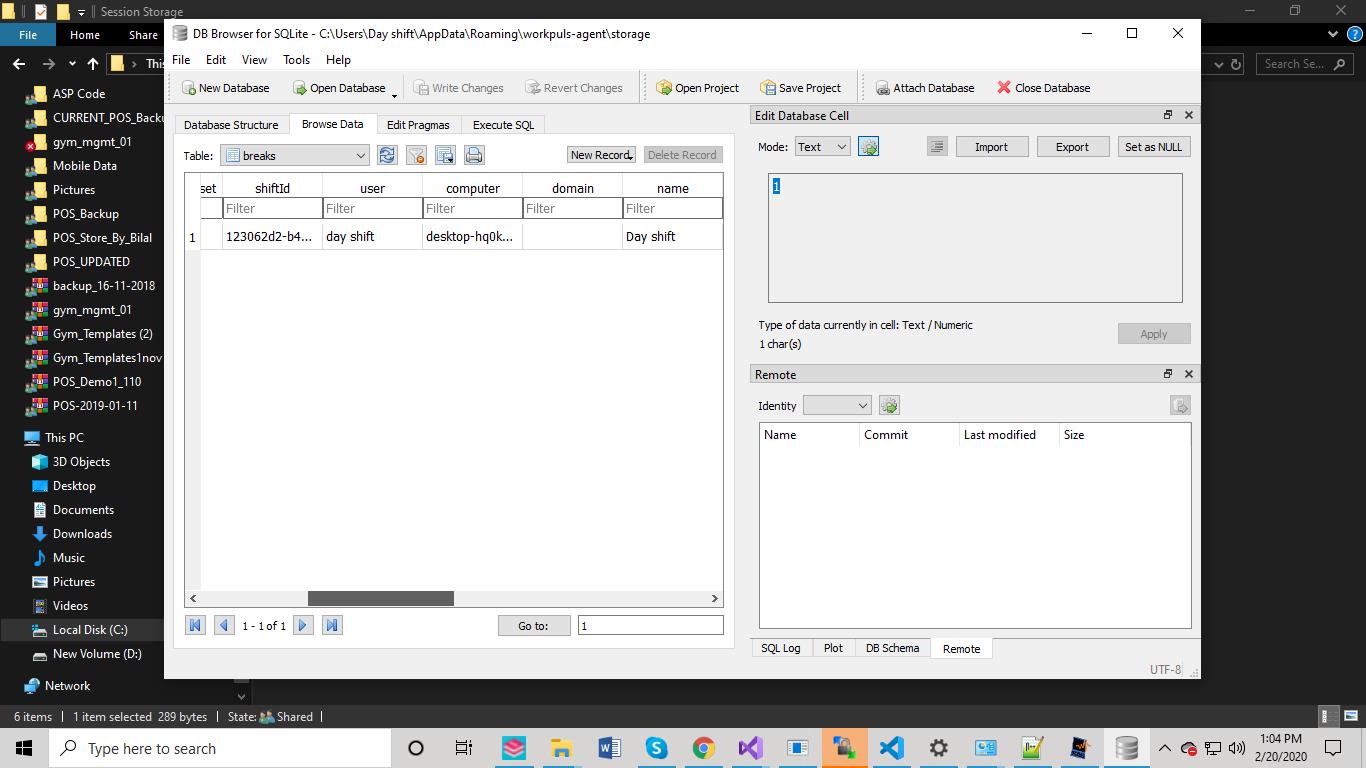 Session Storage
File Home Share
This
Search Se...
ASP Code
CURRENT_POS_Backu
gym_mgmt_01
Mobile Data
Pictures
POS_Backup
POS_Store_By_Bilal
POS_UPDATED
backup_16-11-2018
gym_mgmt_01
Gym_Templates (2)
Gym_Templates1nov
POS_Demo1_110
POS-2019-01-11
This PC
3D Objects
Desktop
Documents
Downloads
Music
Pictures
Videos
Local Disk (C:)
New Volume (D:)
Network
6 items 1 item selected 289 bytes State: Shared
DB Browser for SQLite - C:\Users\Day shift\AppData\Roaming\workpuls-agent\storage
File Edit View Tools Help
New Database Open Database Write Changes Revert Changes Open Project Save Project Attach Database Close Database
Database Structure Browse Data Edit Pragmas Execute SQL
Table: breaks New Record Delete Record
set shiftId user computer domain name
Filter Filter Filter Filter Filter
1 123062d2-b4... day shift desktop-hq0k... Day shift
1 - 1 of 1 Go to: 1
Edit Database Cell
Mode: Text Import Export Set as NULL
1
Type of data currently in cell: Text / Numeric
1 char(s)
Apply
Remote
Identity
Name Commit Last modified Size
SQL Log Plot DB Schema Remote
UTF-8
Type here to search
1:04 PM
2/20/2020